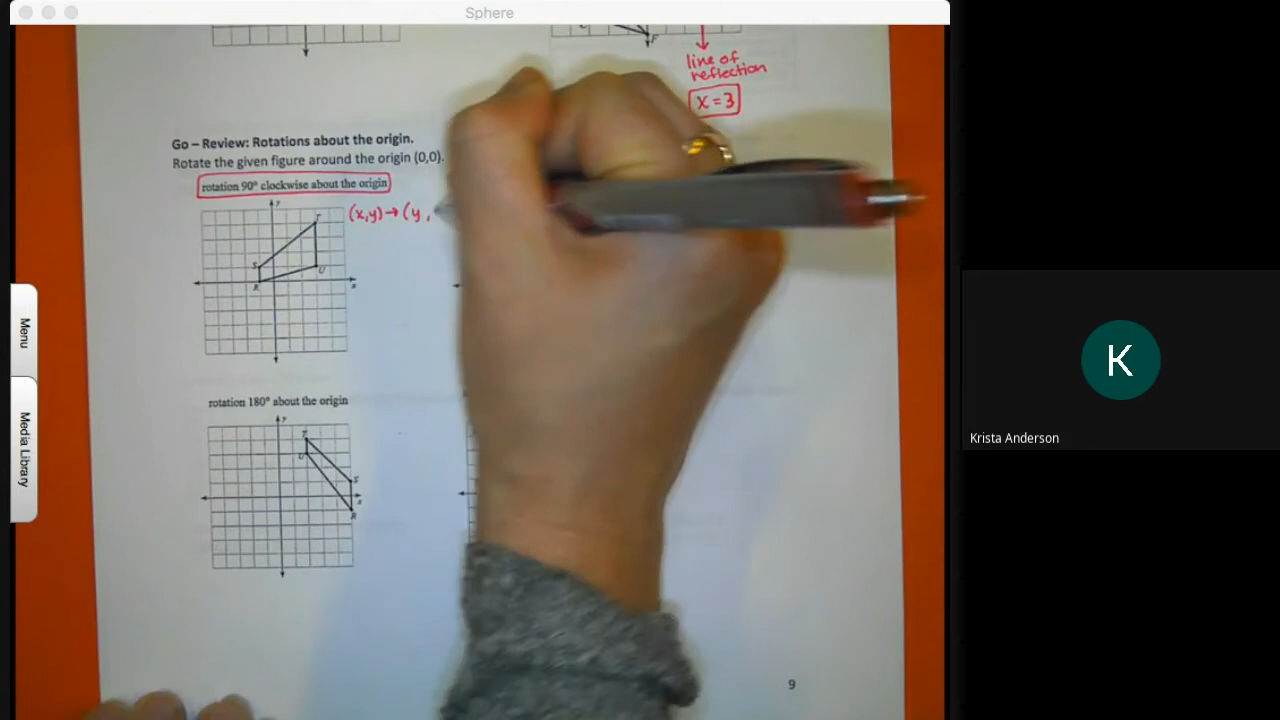 Sphere
F
line of
reflection
x = 3
Go – Review: Rotations about the origin.
Rotate the given figure around the origin (0,0).
rotation 90° clockwise about the origin
y
(x,y) → (y ,
T
S
U
R
x
rotation 180° about the origin
y
T
U
S
x
R
9
Menu
Media Library
K
Krista Anderson